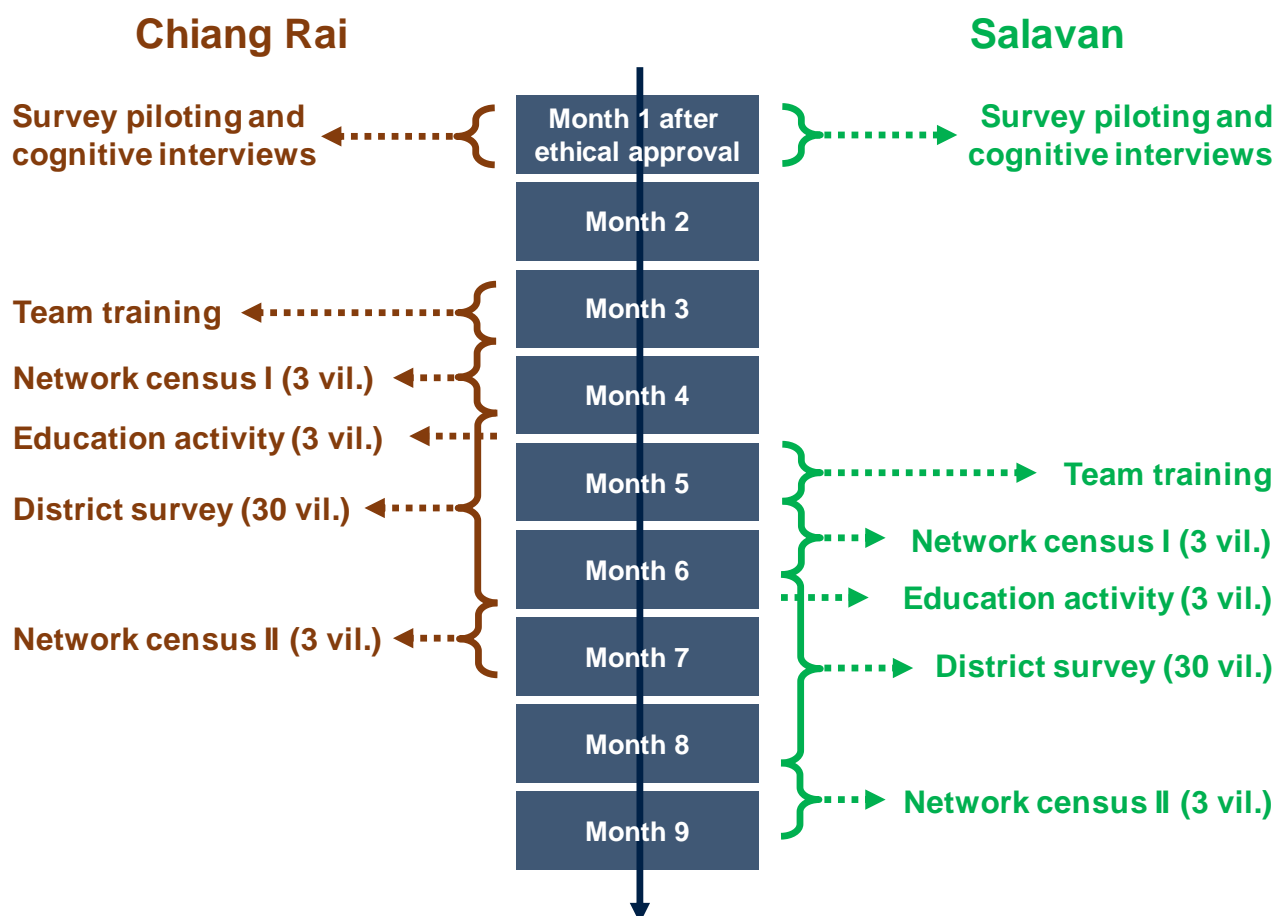 Chiang Rai
Salavan
Survey piloting and
cognitive interviews
Month 1 after
ethical approval
Survey piloting and
cognitive interviews
Month 2
Team training
Month 3
Network census I (3 vil.)
Month 4
Education activity (3 vil.)
Month 5
Team training
District survey (30 vil.)
Network census I (3 vil.)
Month 6
Education activity (3 vil.)
Network census II (3 vil.)
Month 7
District survey (30 vil.)
Month 8
Network census II (3 vil.)
Month 9